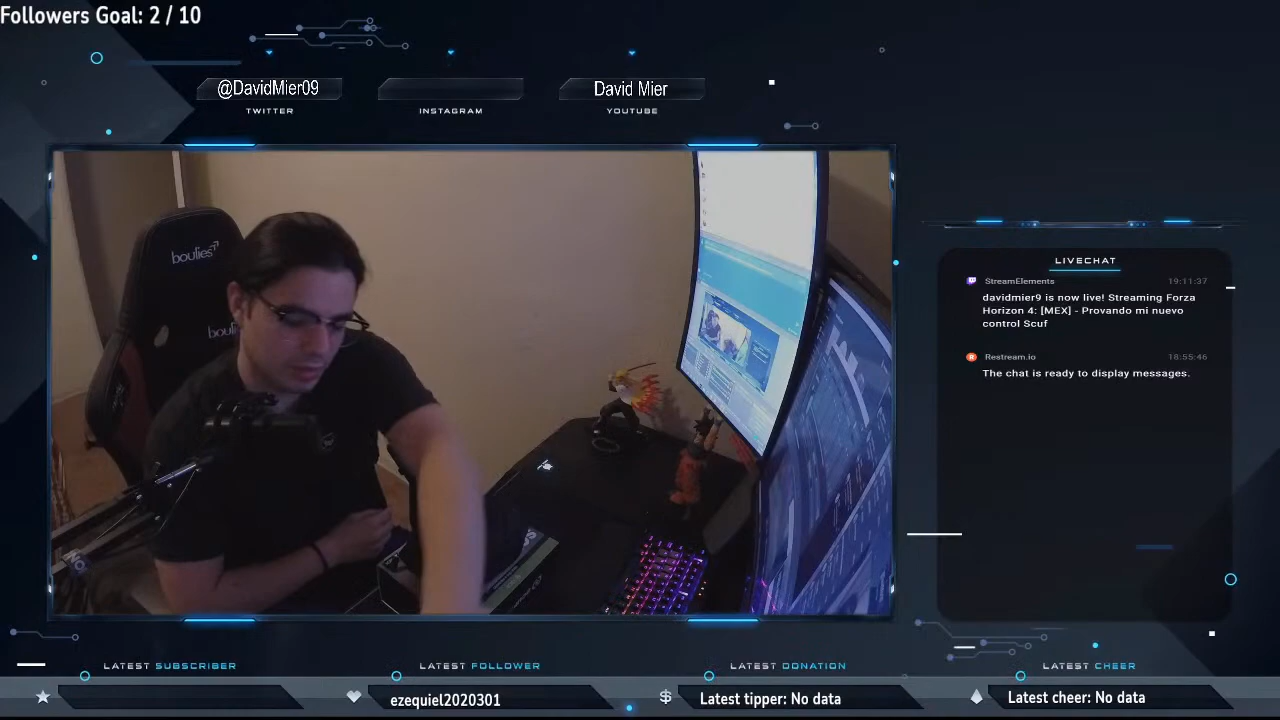 Followers Goal: 2 / 10
@DavidMier09
David Mier
TWITTER
INSTAGRAM
YOUTUBE
boulies
LIVECHAT
StreamElements 19:11:37
davidmier9 is now live! Streaming Forza
Horizon 4: [MEX] - Provando mi nuevo
control Scuf
Restream.io 18:55:46
The chat is ready to display messages.
LATEST SUBSCRIBER
LATEST FOLLOWER
LATEST DONATION
LATEST CHEER
ezequiel2020301
Latest tipper: No data
Latest cheer: No data